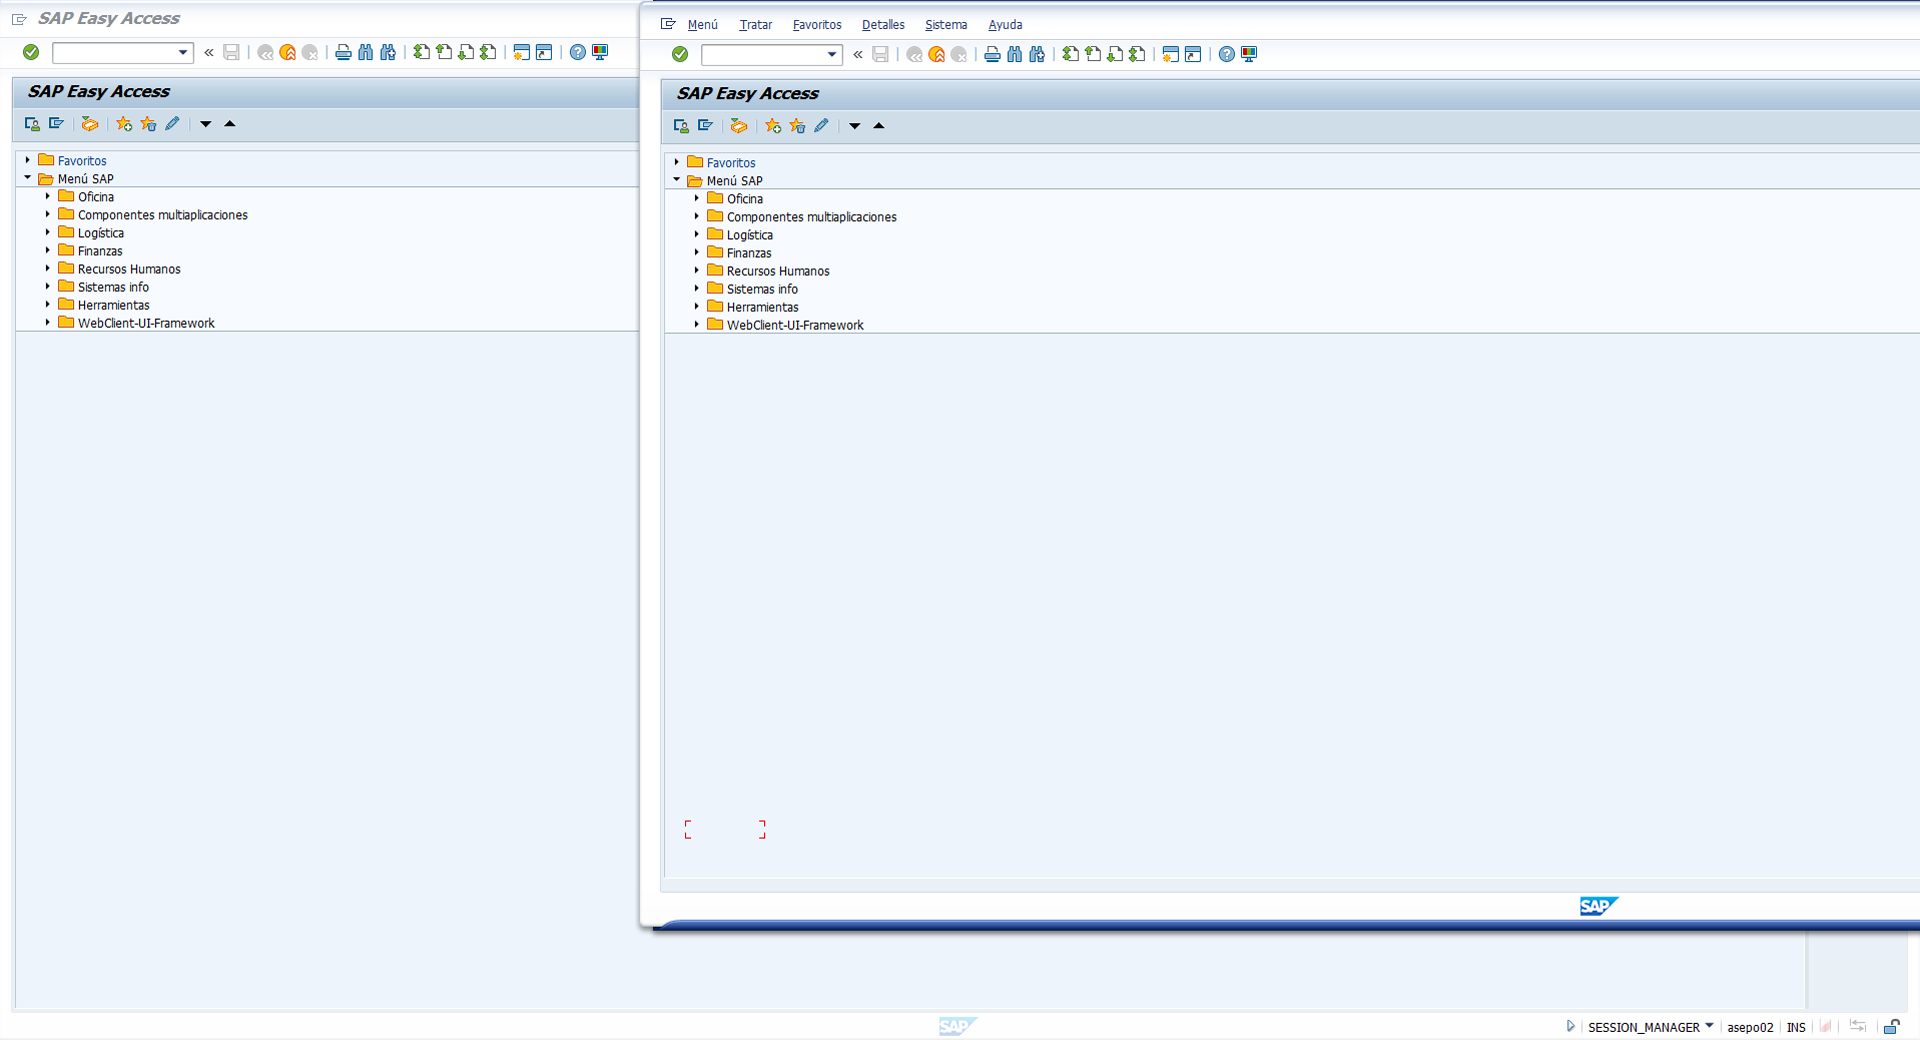 SAP Easy Access
SAP Easy Access
Favoritos
Menú SAP
Oficina
Componentes multiaplicaciones
Logística
Finanzas
Recursos Humanos
Sistemas info
Herramientas
WebClient-UI-Framework
Menú Tratar Favoritos Detalles Sistema Ayuda
SAP Easy Access
Favoritos
Menú SAP
Oficina
Componentes multiaplicaciones
Logística
Finanzas
Recursos Humanos
Sistemas info
Herramientas
WebClient-UI-Framework
SAP
SAP
SESSION_MANAGER asepo02 INS